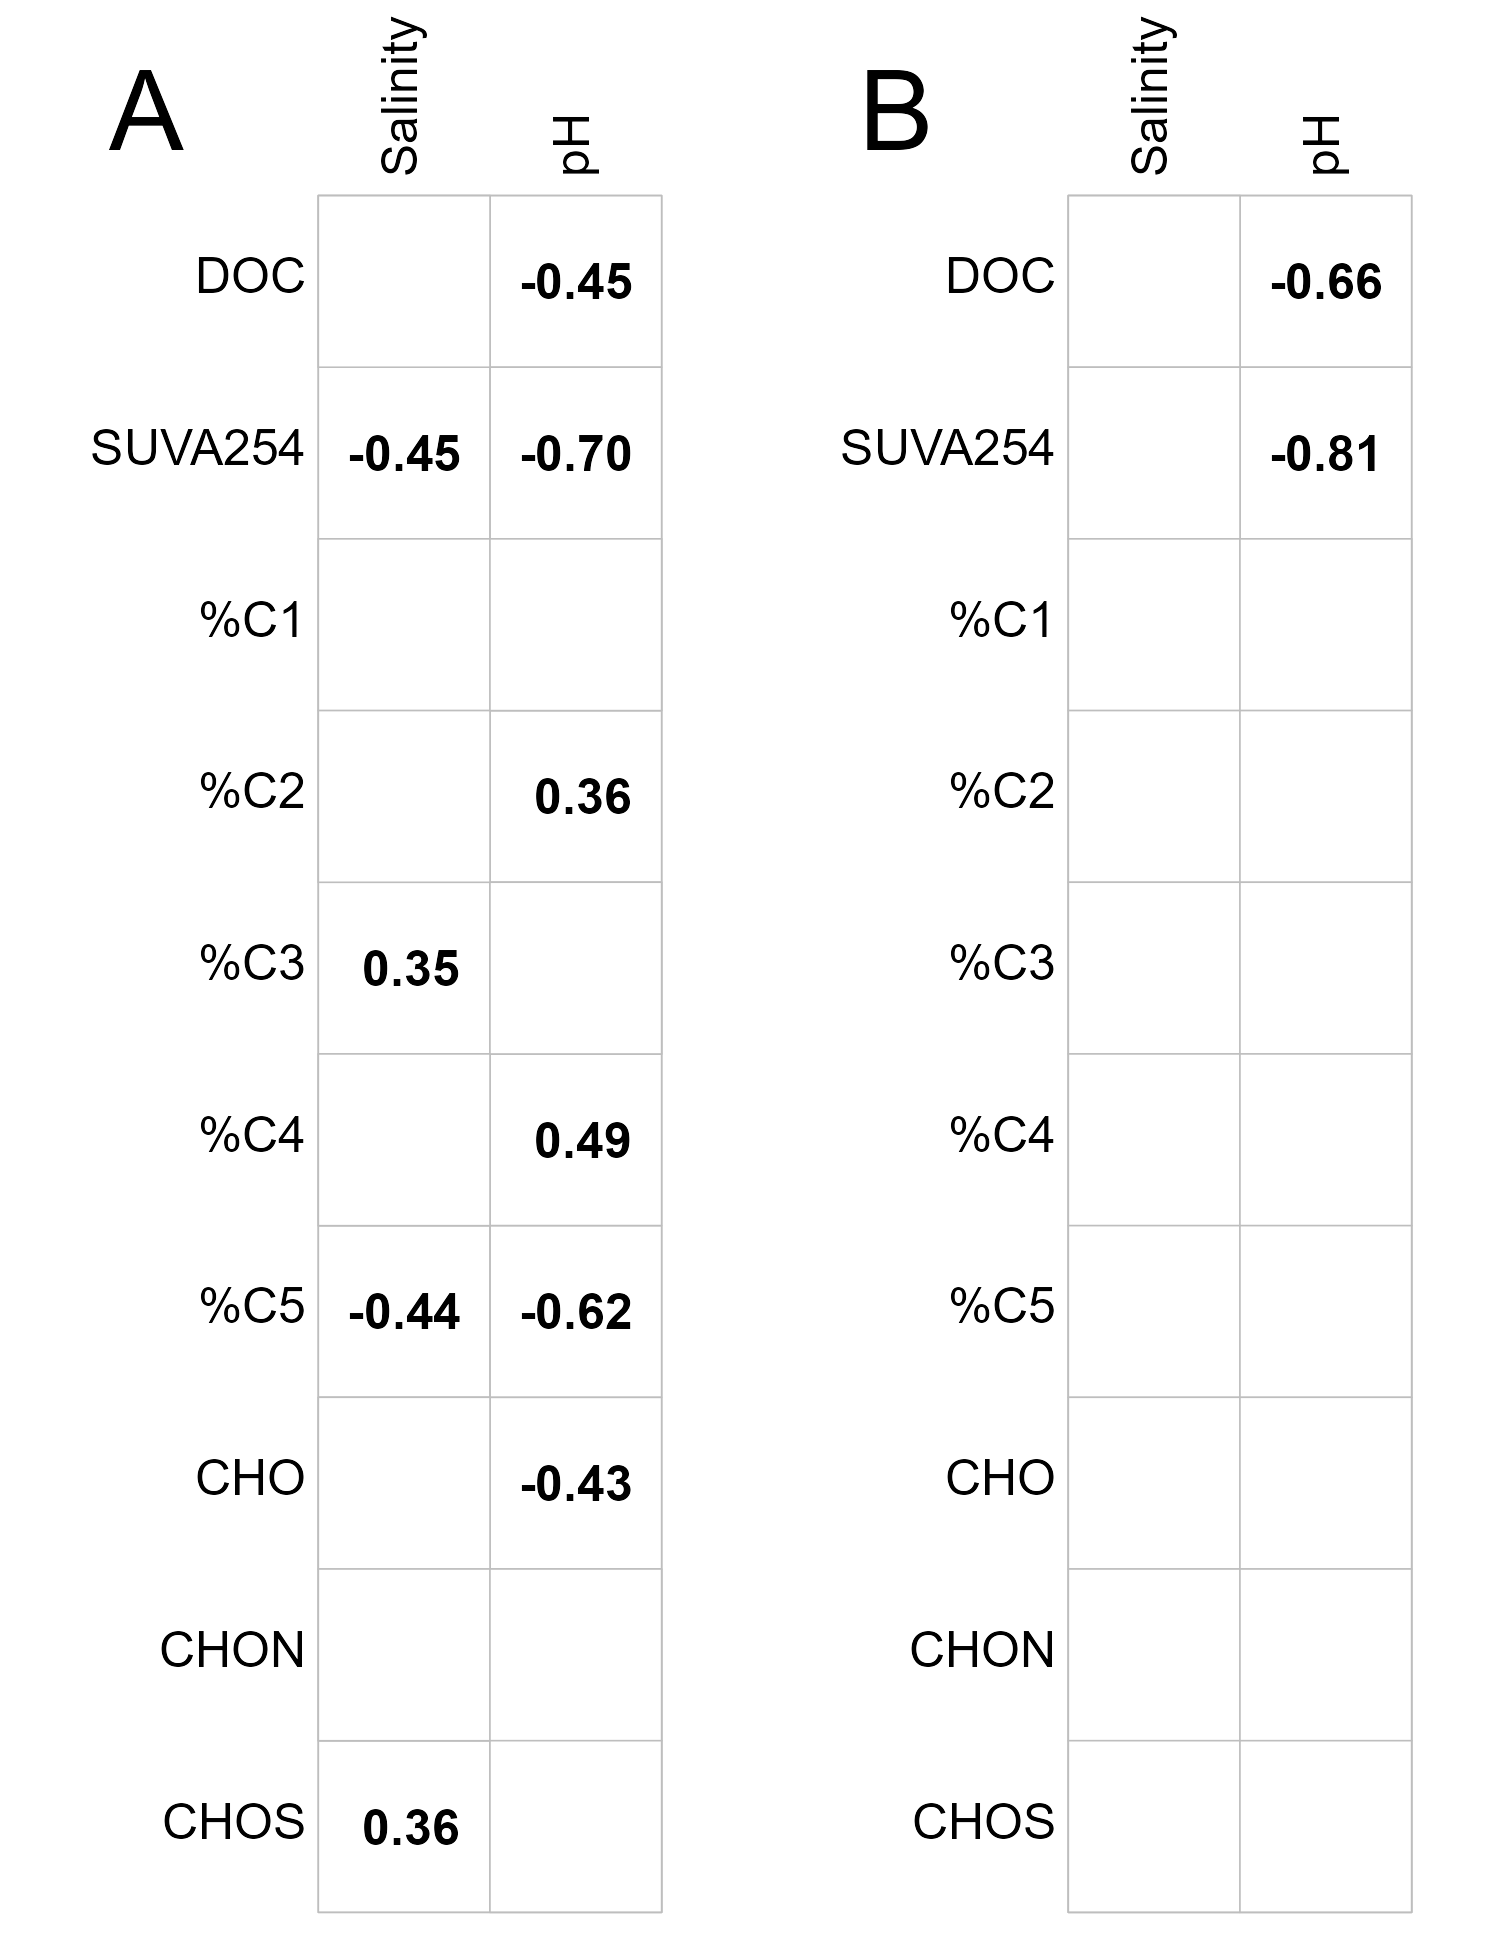 A
Salinity pH
DOC -0.45
SUVA254 -0.45 -0.70
%C1
%C2 0.36
%C3 0.35
%C4 0.49
%C5 -0.44 -0.62
CHO -0.43
CHON
CHOS 0.36
B
Salinity pH
DOC -0.66
SUVA254 -0.81
%C1
%C2
%C3
%C4
%C5
CHO
CHON
CHOS